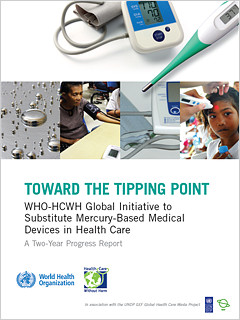 TOWARD THE TIPPING POINT
WHO-HCWH Global Initiative to
Substitute Mercury-Based Medical
Devices in Health Care
A Two-Year Progress Report
World Health
Organization
Health Care
Without Harm
In association with the UNDP GEF Global Health Care Waste Project